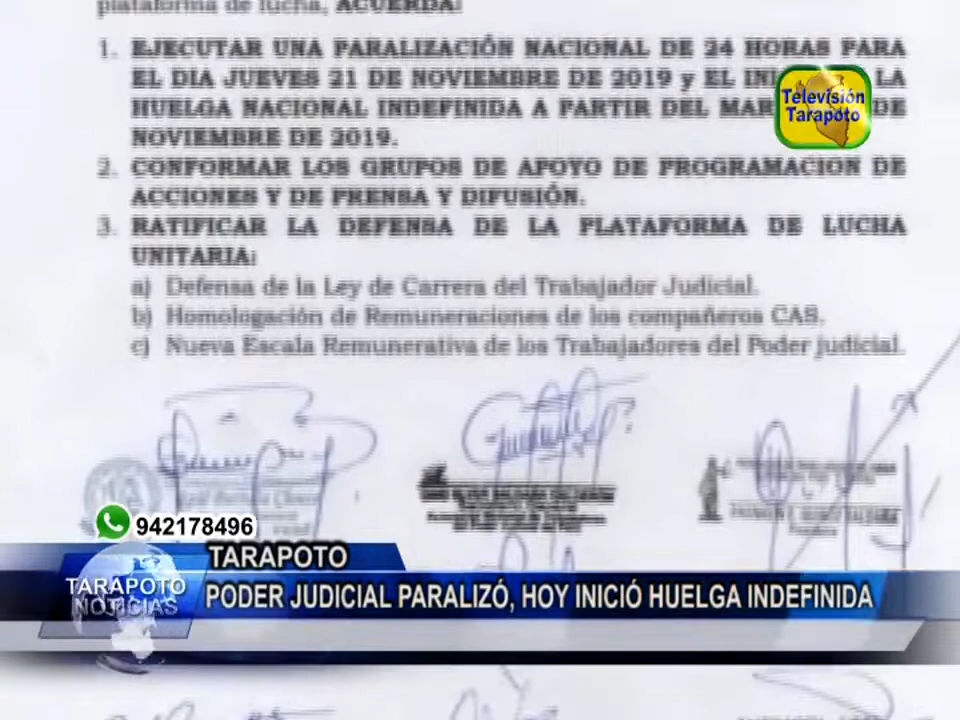 plataforma de lucha, ACUERDA:
1. EJECUTAR UNA PARALIZACIÓN NACIONAL DE 24 HORAS PARA
EL DIA JUEVES 21 DE NOVIEMBRE DE 2019 y EL LA
HUELGA NACIONAL INDEFINIDA A PARTIR DEL DE
NOVIEMBRE DE 2019.
2. CONFORMAR LOS GRUPOS DE APOYO DE PROGRAMACION DE
ACCIONES Y DE PRENSA Y DIFUSIÓN.
3. RATIFICAR LA DEFENSA DE LA PLATAFORMA DE LUCHA
UNITARIA:
a) Defensa de la Ley de Carrera del Trabajador Judicial.
b) Homologación de Remuneraciones de los compañeros CAS.
c) Nueva Escala Remunerativa de los Trabajadores del Poder judicial.
Televisión
Tarapoto
942178496
TARAPOTO
TARAPOTO
NOTICIAS
PODER JUDICIAL PARALIZÓ, HOY INICIÓ HUELGA INDEFINIDA